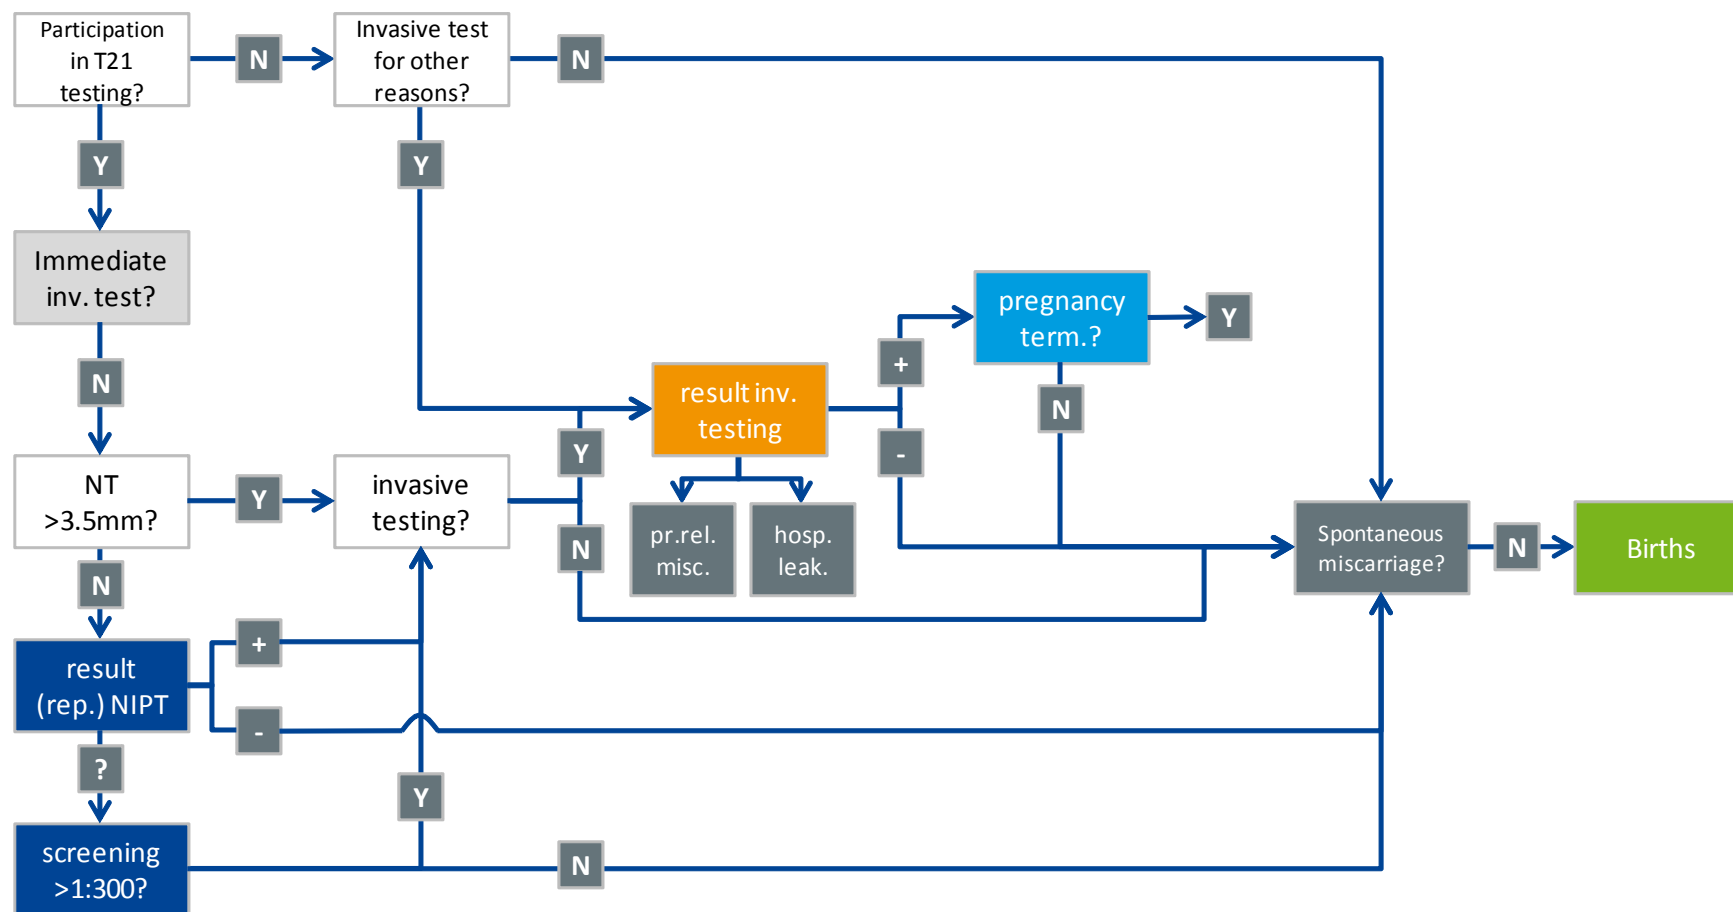 Participation
in T21
testing?
N
Invasive test
for other
reasons?
N
Y
Y
Immediate
inv. test?
N
pregnancy
term.?
Y
+
result inv.
testing
N
Y
-
NT
>3.5mm?
Y
invasive
testing?
N
pr.rel.
misc.
hosp.
leak.
Spontaneous
miscarriage?
N
Births
N
result
(rep.) NIPT
+
-
?
Y
screening
>1:300?
N